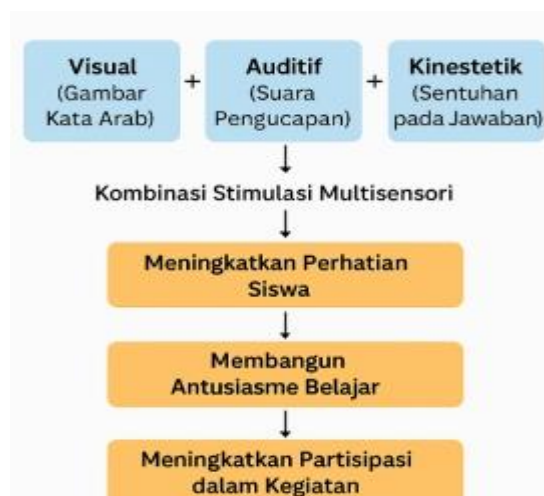 Visual
(Gambar
Kata Arab)
+
Auditif
(Suara
Pengucapan)
+
Kinestetik
(Sentuhan
pada Jawaban)
Kombinasi Stimulasi Multisensori
Meningkatkan Perhatian
Siswa
Membangun
Antusiasme Belajar
Meningkatkan Partisipasi
dalam Kegiatan